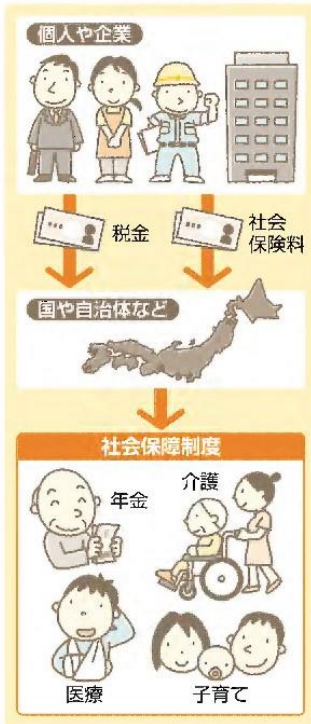 個人や企業
税金
社会
保険料
国や自治体など
社会保障制度
年金
介護
医療
子育て